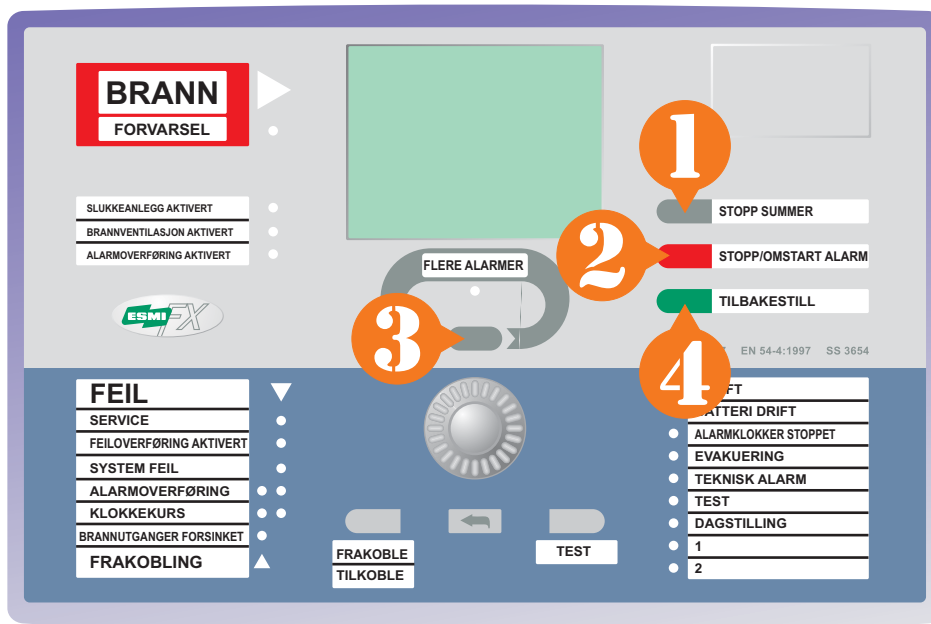 BRANN
FORVARSEL
SLUKKEANLEGG AKTIVERT
BRANNVENTILASJON AKTIVERT
ALARMOVERFØRING AKTIVERT
ESMI FX
FLERE ALARMER
1
STOPP SUMMER
2
STOPP/OMSTART ALARM
TILBAKESTILL
3
4
EN 54-4:1997 SS 3654
FEIL
SERVICE
FEILOVERFØRING AKTIVERT
SYSTEM FEIL
ALARMOVERFØRING
KLOKKEKURS
BRANNUTGANGER FORSINKET
FRAKOBLING
FRAKOBLE
TILKOBLE
TEST
BATTERI DRIFT
ALARMKLOKKER STOPPET
EVAKUERING
TEKNISK ALARM
TEST
DAGSTILLING
1
2